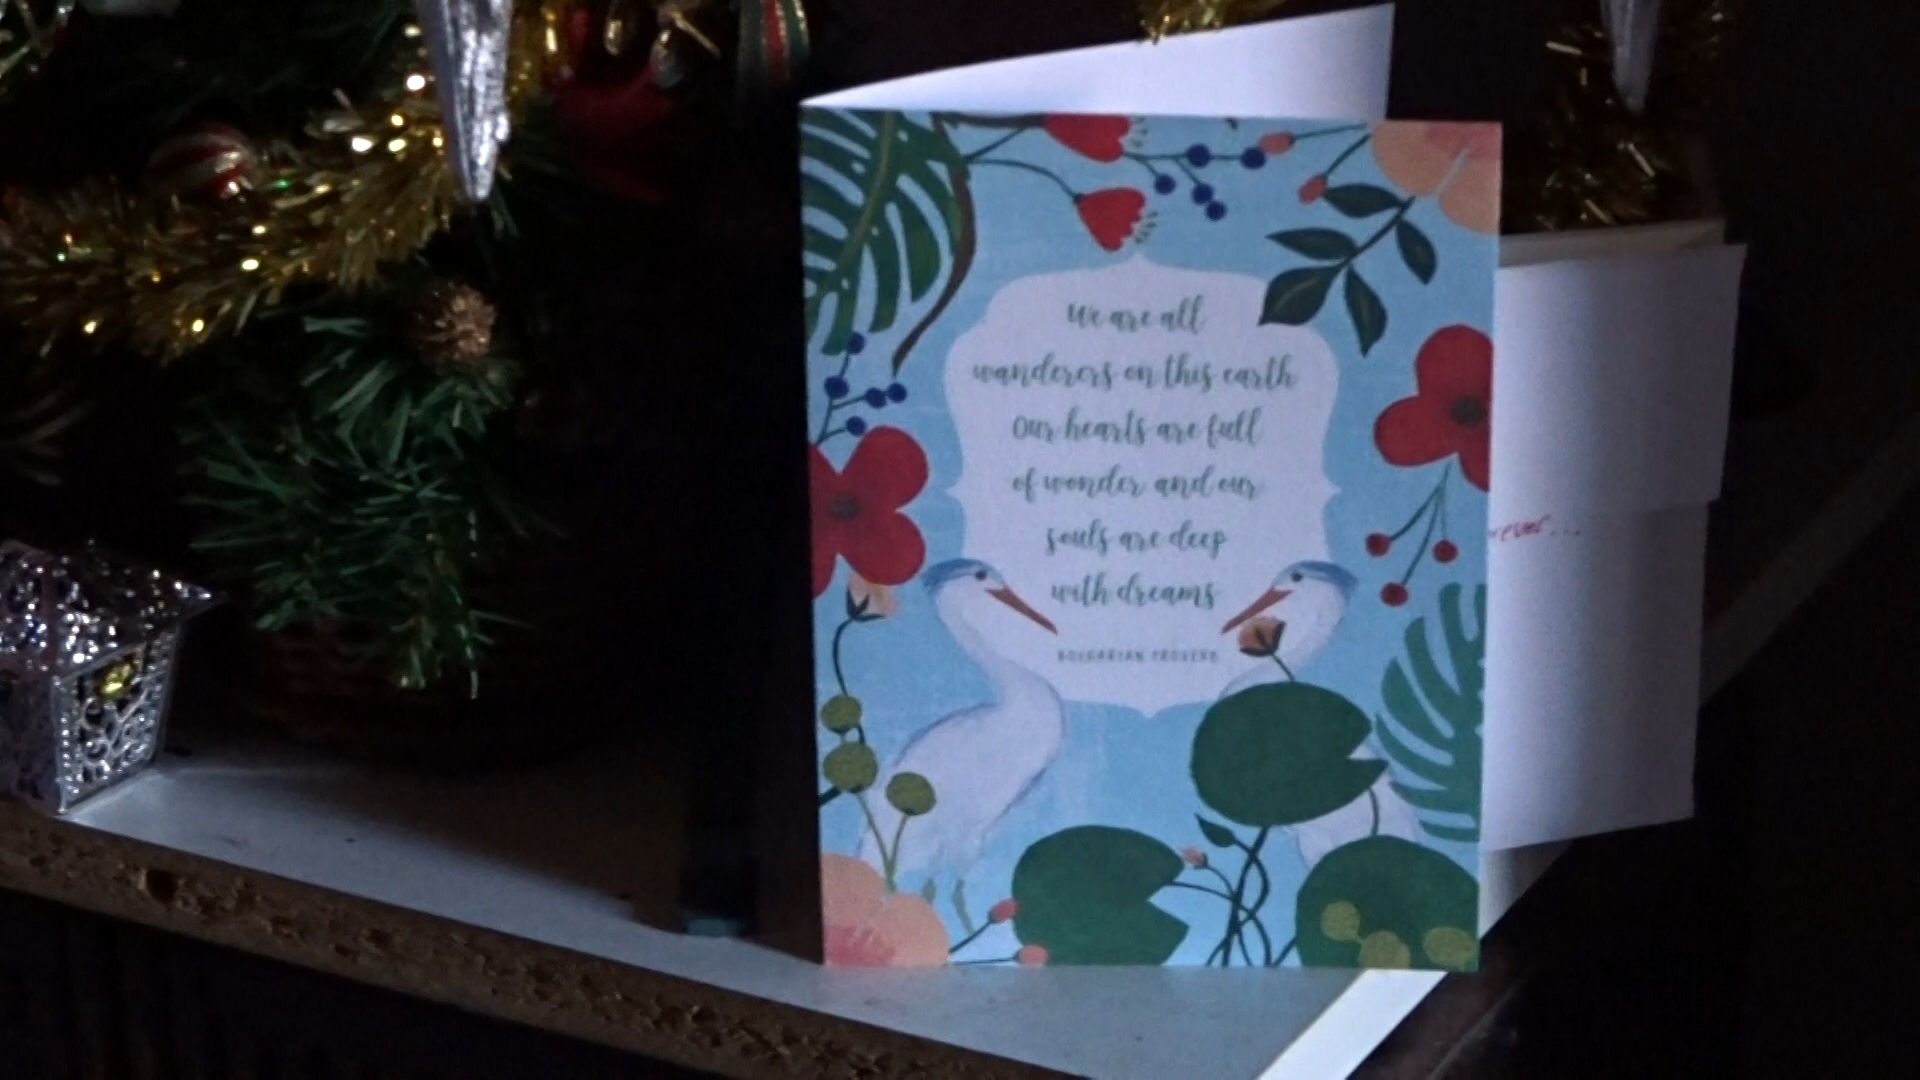 We are all
wanderers on this earth
Our hearts are full
of wonder and our
souls are deep
with dreams
BULGARIAN PROVERB